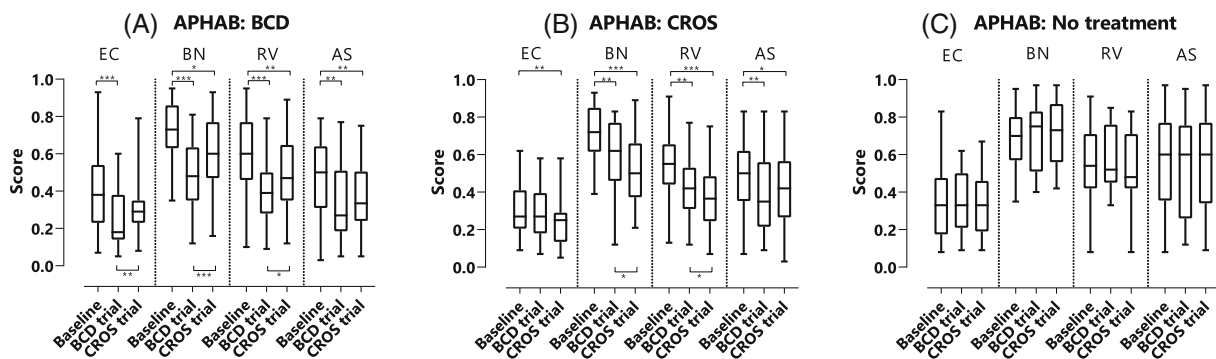 (A) APHAB: BCD
EC BN RV AS
*** * *** ** *** ** **
1.0
0.8
0.6
0.4
0.2
0.0
Score
** *** *
Baseline
BCD trial
CROS trial
Baseline
BCD trial
CROS trial
Baseline
BCD trial
CROS trial
Baseline
BCD trial
CROS trial
(B) APHAB: CROS
EC BN RV AS
** *** ** *** ** * **
1.0
0.8
0.6
0.4
0.2
0.0
Score
* *
Baseline
BCD trial
CROS trial
Baseline
BCD trial
CROS trial
Baseline
BCD trial
CROS trial
Baseline
BCD trial
CROS trial
(C) APHAB: No treatment
EC BN RV AS
1.0
0.8
0.6
0.4
0.2
0.0
Score
Baseline
BCD trial
CROS trial
Baseline
BCD trial
CROS trial
Baseline
BCD trial
CROS trial
Baseline
BCD trial
CROS trial